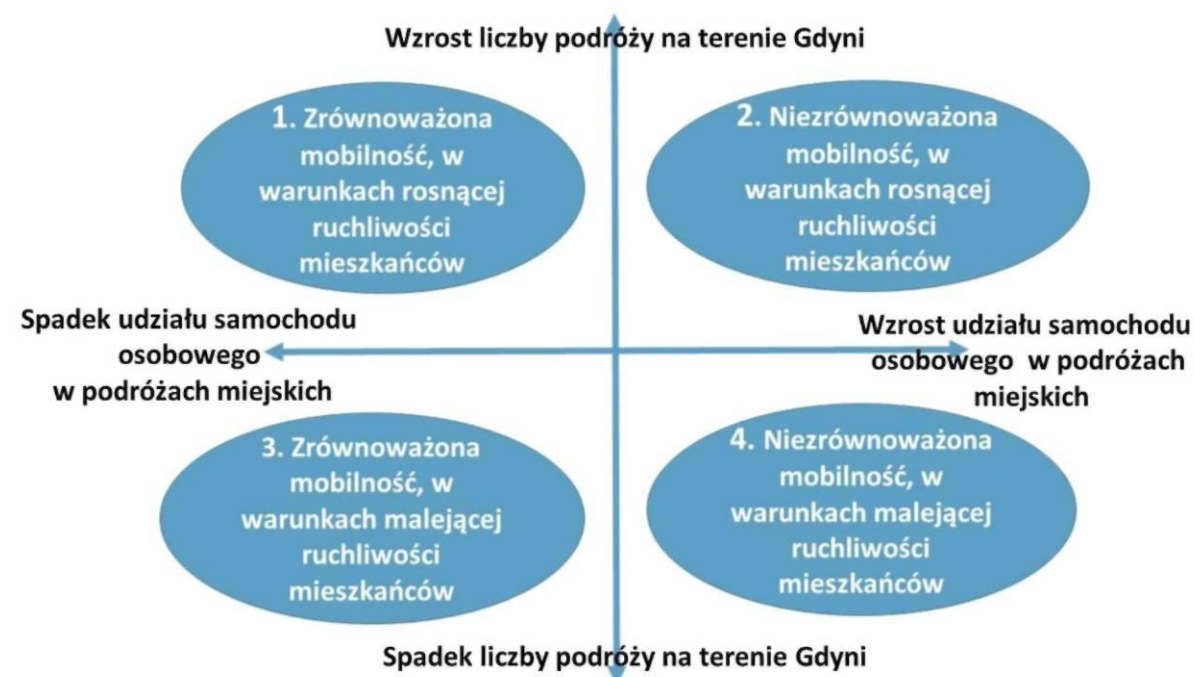 Wzrost liczby podróży na terenie Gdyni
1. Zrównoważona
mobilność, w
warunkach rosnącej
ruchliwości
mieszkańców
2. Niezrównoważona
mobilność, w
warunkach rosnącej
ruchliwości
mieszkańców
Spadek udziału samochodu
osobowego
w podróżach miejskich
Wzrost udziału samochodu
osobowego w podróżach
miejskich
3. Zrównoważona
mobilność, w
warunkach malejącej
ruchliwości
mieszkańców
4. Niezrównoważona
mobilność, w
warunkach malejącej
ruchliwości
mieszkańców
Spadek liczby podróży na terenie Gdyni